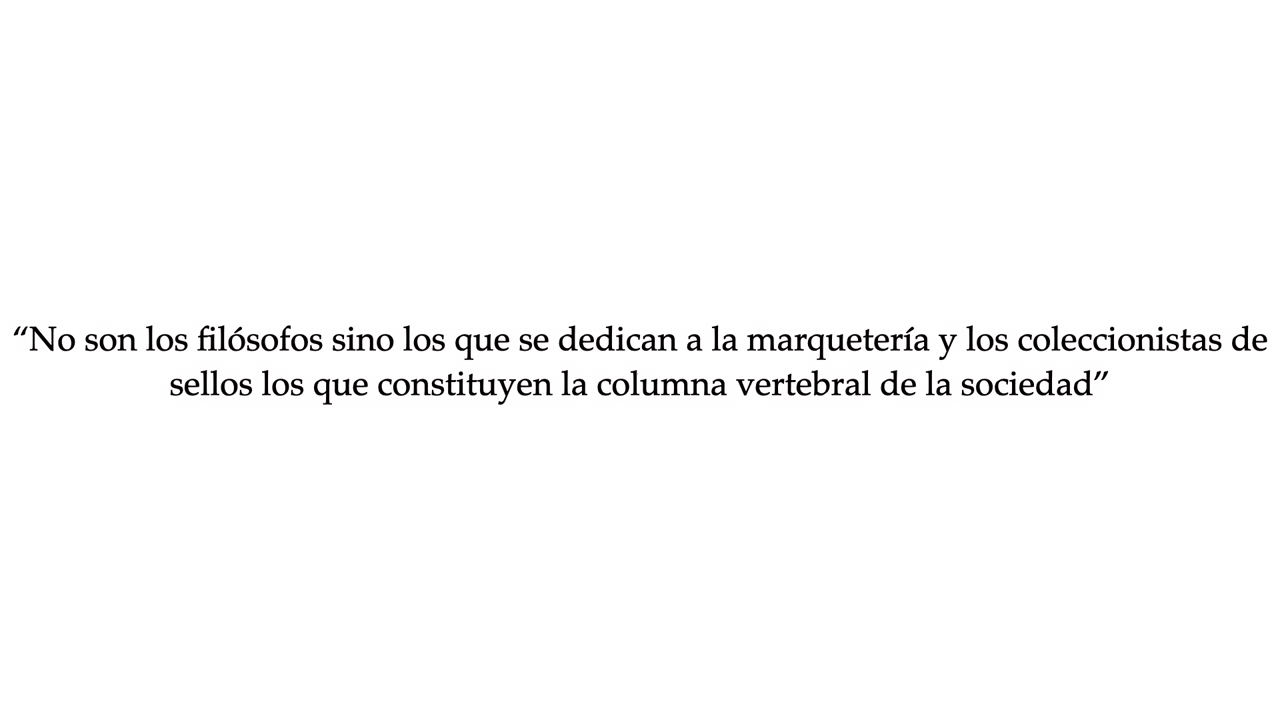 “No son los filósofos sino los que se dedican a la marquetería y los coleccionistas de
sellos los que constituyen la columna vertebral de la sociedad”